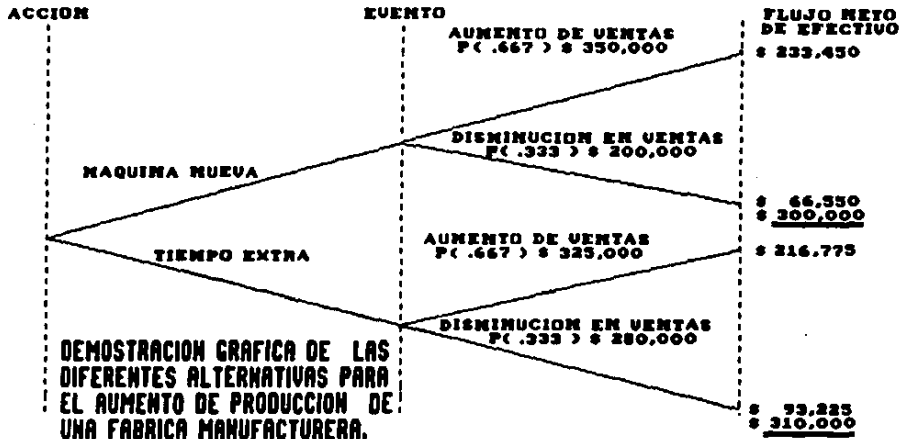 ACCION
EVENTO
FLUJO NETO
DE EFECTIVO
AUMENTO DE VENTAS
P( .667 ) $ 350,000
$ 233,450
DISMINUCION EN VENTAS
P( .333 ) $ 200,000
MAQUINA NUEVA
$ 66,550
$ 300,000
TIEMPO EXTRA
AUMENTO DE VENTAS
P( .667 ) $ 325,000
$ 216,775
DISMINUCION EN VENTAS
P( .333 ) $ 280,000
$ 93,225
$ 310,000
DEMOSTRACION GRAFICA DE LAS
DIFERENTES ALTERNATIVAS PARA
EL AUMENTO DE PRODUCCION DE
UNA FABRICA MANUFACTURERA.